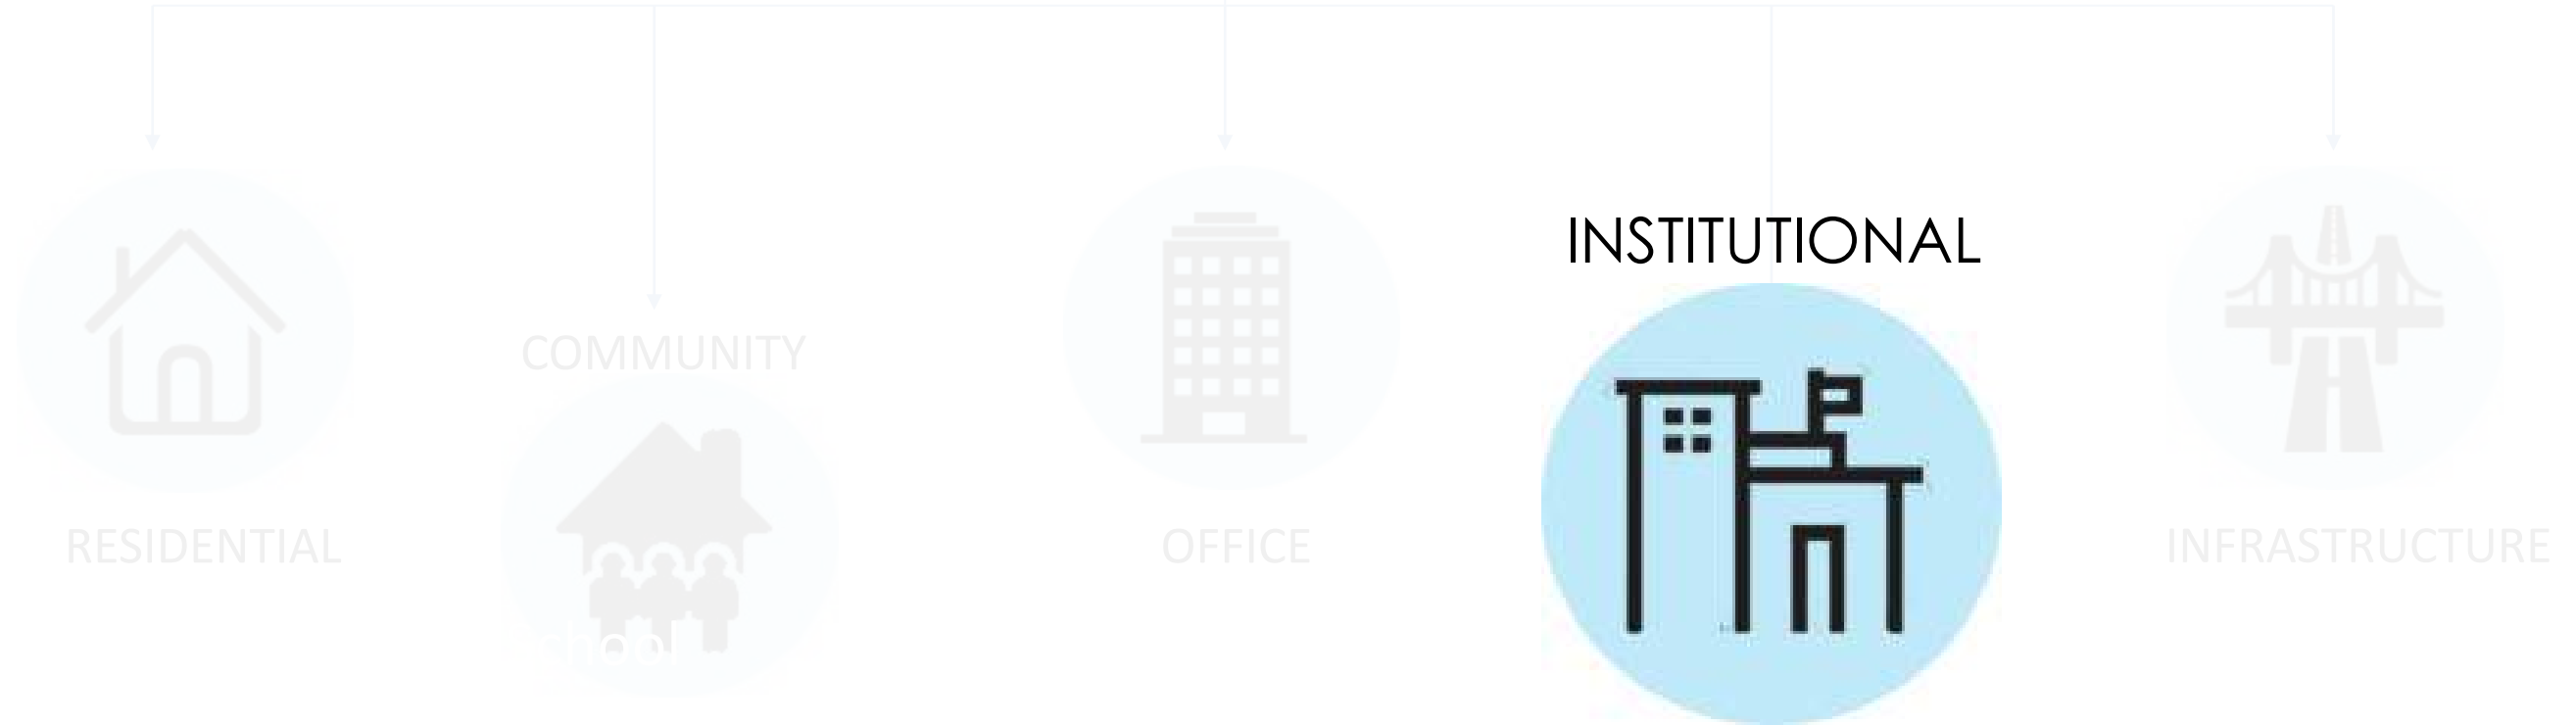 INSTITUTIONAL
COMMUNITY
RESIDENTIAL
OFFICE
INFRASTRUCTURE